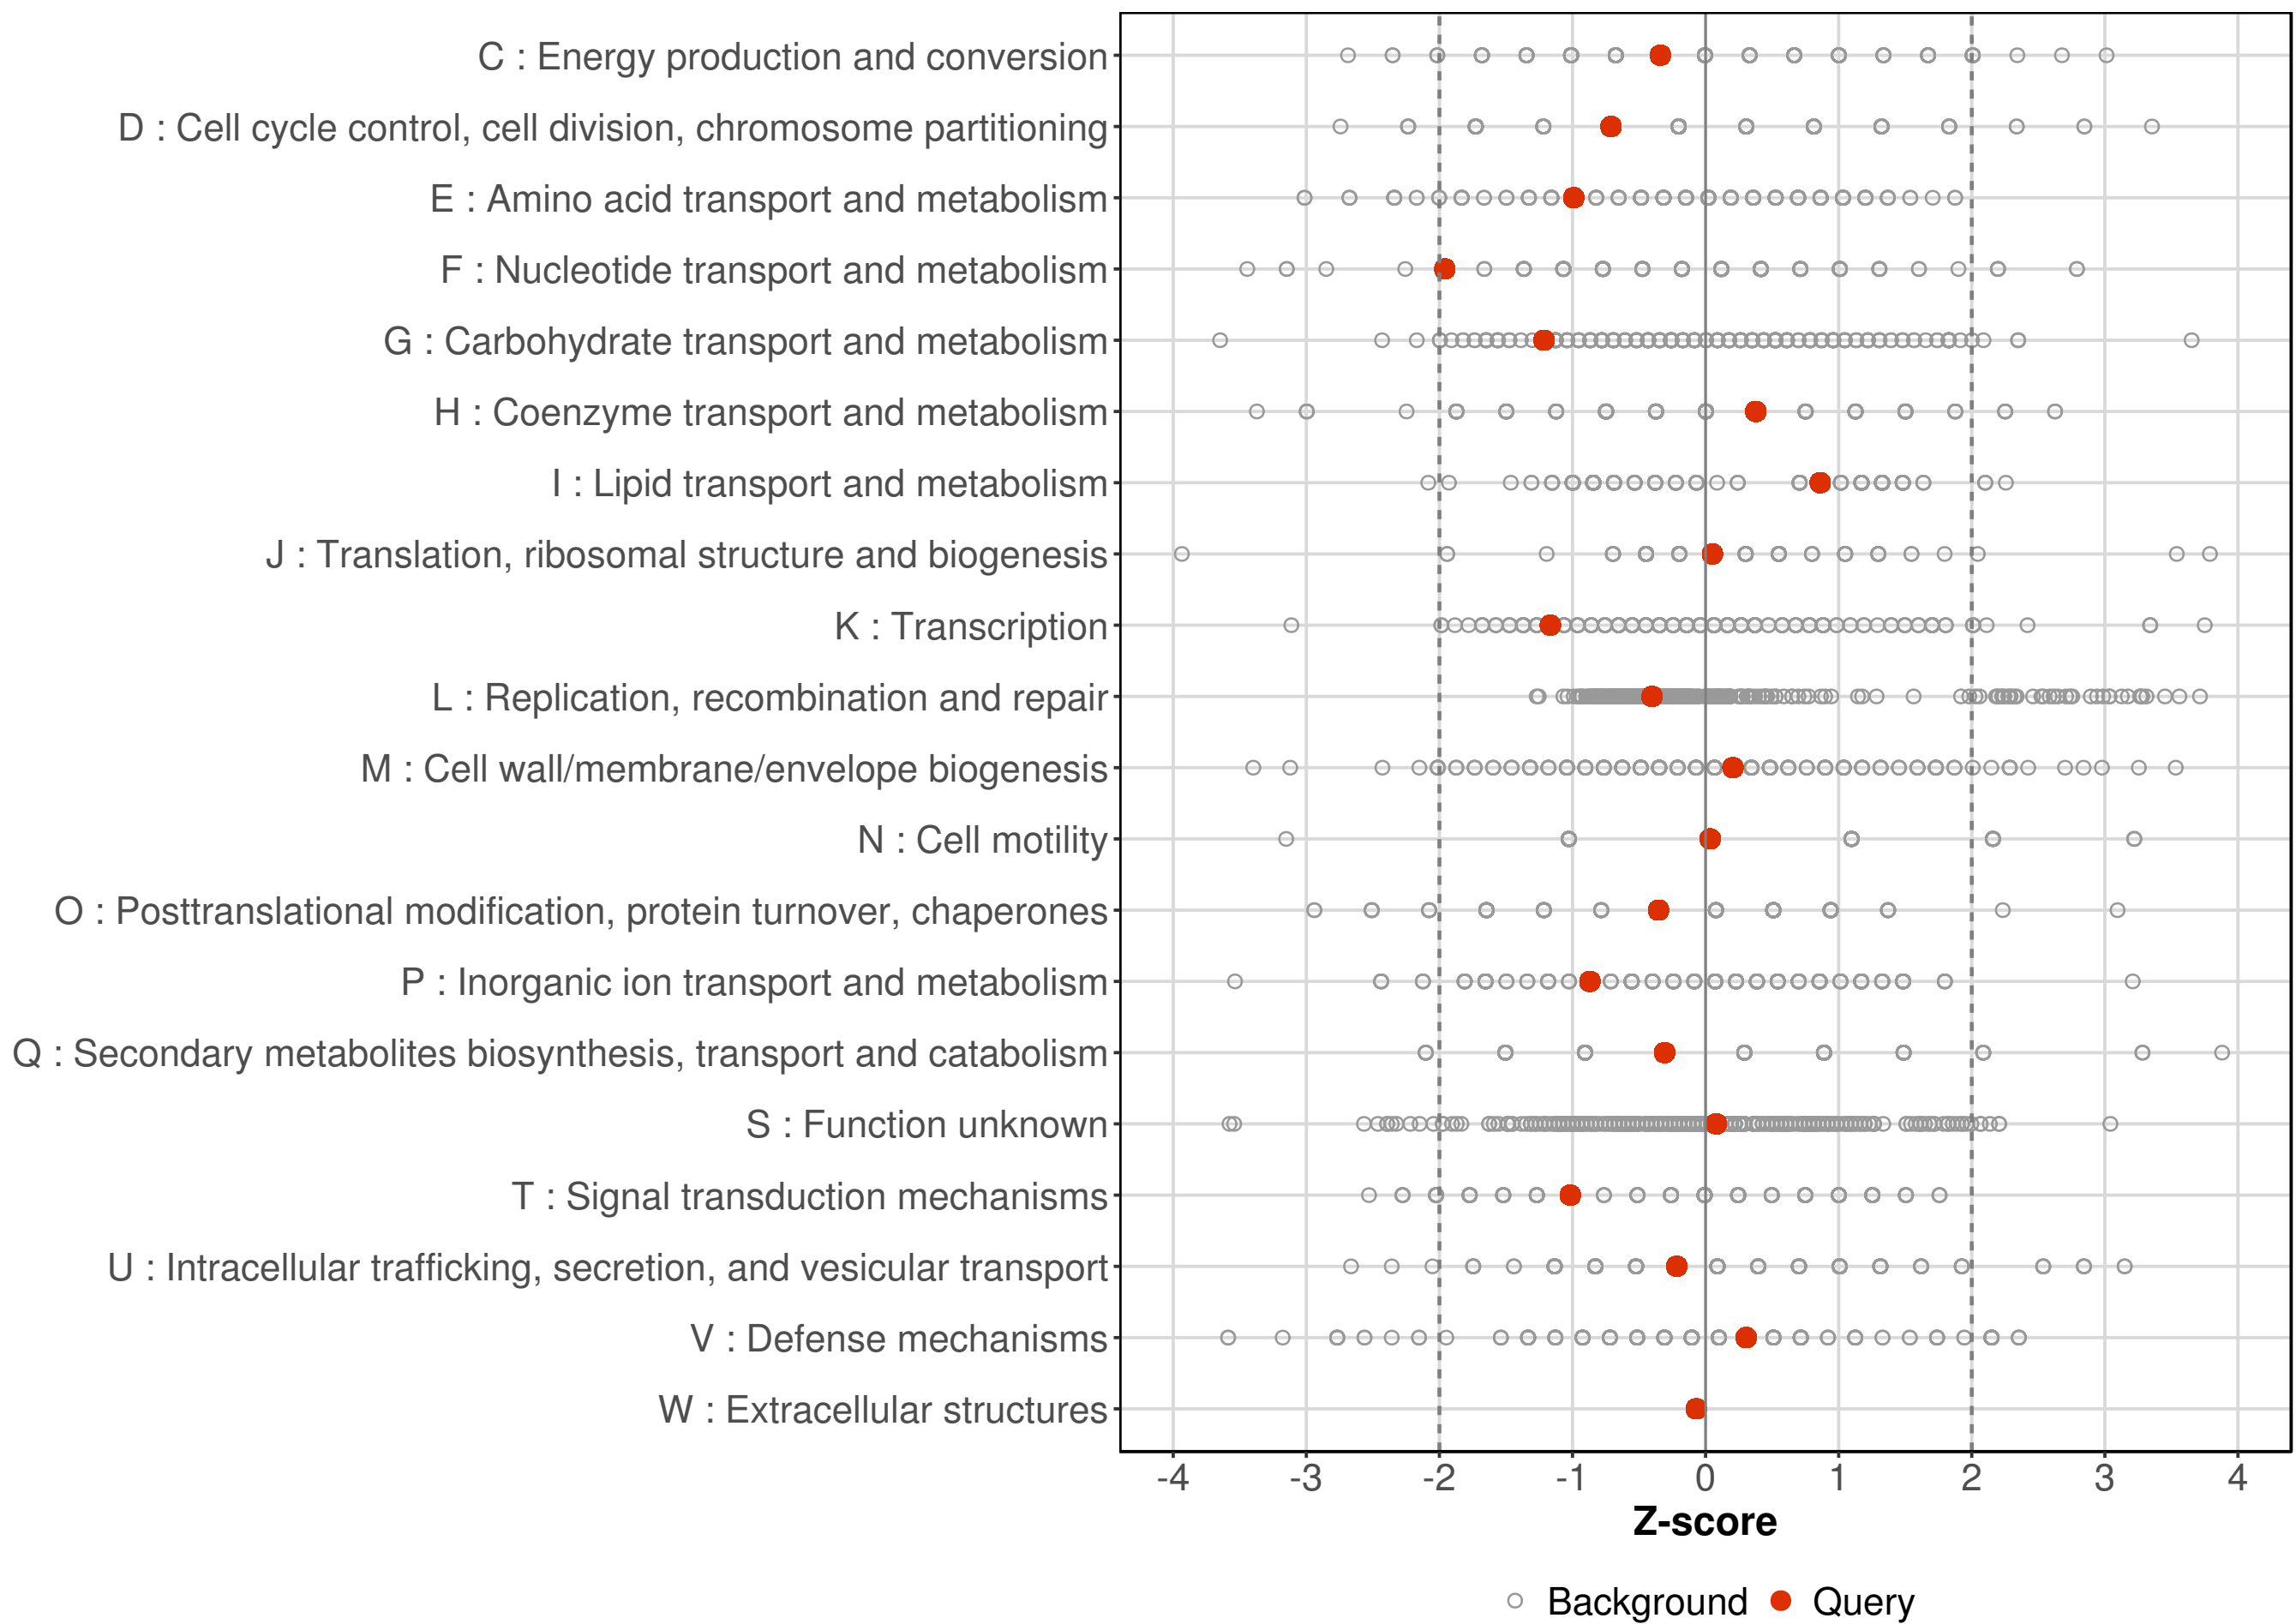 C : Energy production and conversion
D : Cell cycle control, cell division, chromosome partitioning
E : Amino acid transport and metabolism
F : Nucleotide transport and metabolism
G : Carbohydrate transport and metabolism
H : Coenzyme transport and metabolism
I : Lipid transport and metabolism
J : Translation, ribosomal structure and biogenesis
K : Transcription
L : Replication, recombination and repair
M : Cell wall/membrane/envelope biogenesis
N : Cell motility
O : Posttranslational modification, protein turnover, chaperones
P : Inorganic ion transport and metabolism
Q : Secondary metabolites biosynthesis, transport and catabolism
S : Function unknown
T : Signal transduction mechanisms
U : Intracellular trafficking, secretion, and vesicular transport
V : Defense mechanisms
W : Extracellular structures
-4 -3 -2 -1 0 1 2 3 4
Z-score
Background Query